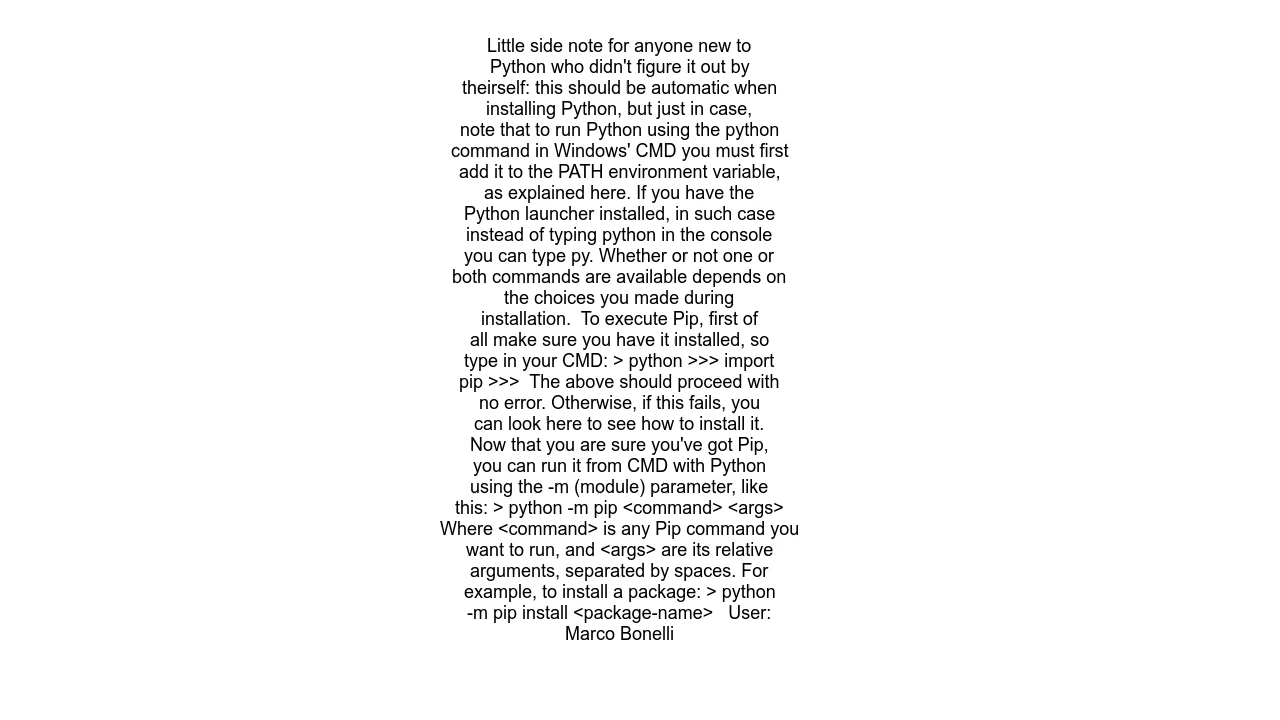 Little side note for anyone new to
Python who didn't figure it out by
theirself: this should be automatic when
installing Python, but just in case,
note that to run Python using the python
command in Windows' CMD you must first
add it to the PATH environment variable,
as explained here. If you have the
Python launcher installed, in such case
instead of typing python in the console
you can type py. Whether or not one or
both commands are available depends on
the choices you made during
installation.  To execute Pip, first of
all make sure you have it installed, so
type in your CMD: > python >>> import
pip >>>  The above should proceed with
no error. Otherwise, if this fails, you
can look here to see how to install it.
Now that you are sure you've got Pip,
you can run it from CMD with Python
using the -m (module) parameter, like
this: > python -m pip <command> <args>
Where <command> is any Pip command you
want to run, and <args> are its relative
arguments, separated by spaces. For
example, to install a package: > python
-m pip install <package-name>   User:
Marco Bonelli